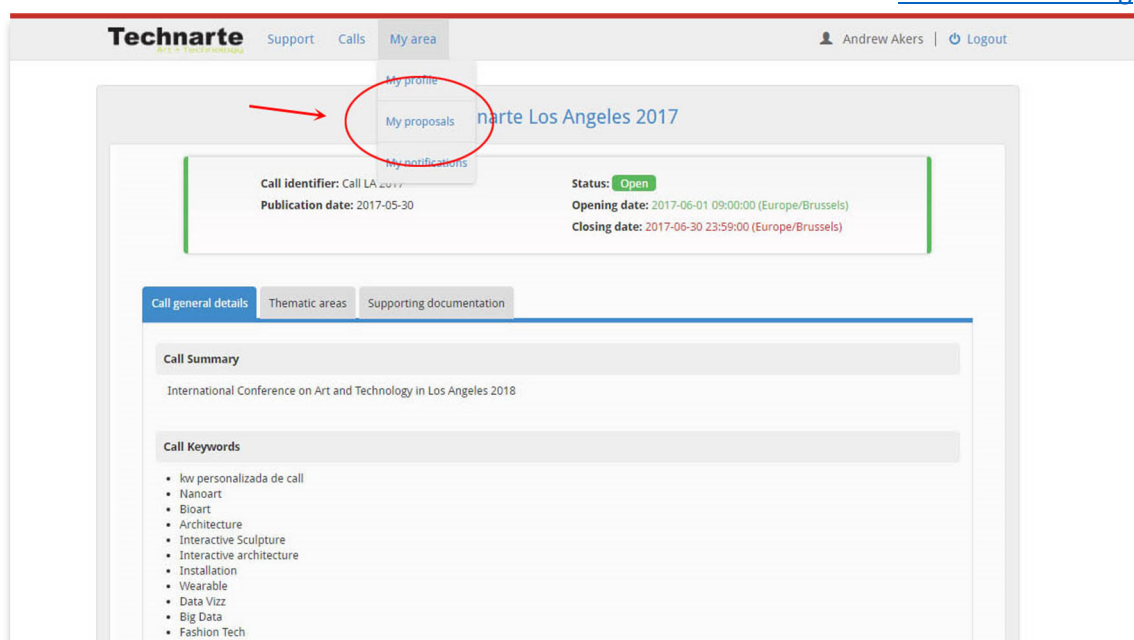 Technarte
Art + Technology
Support Calls My area Andrew Akers | Logout
My profile
My proposals
My notifications
narte Los Angeles 2017
Call identifier: Call LA 2017
Publication date: 2017-05-30
Status: Open
Opening date: 2017-06-01 09:00:00 (Europe/Brussels)
Closing date: 2017-06-30 23:59:00 (Europe/Brussels)
Call general details Thematic areas Supporting documentation
Call Summary
International Conference on Art and Technology in Los Angeles 2018
Call Keywords
• kw personalizada de call
• Nanoart
• Bioart
• Architecture
• Interactive Sculpture
• Interactive architecture
• Installation
• Wearable
• Data Vizz
• Big Data
• Fashion Tech